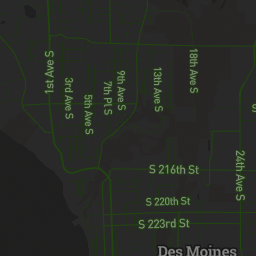 1st Ave S
3rd Ave S
5th Ave S
7th Pl S
9th Ave S
13th Ave S
18th Ave S
24th Ave S
S
S 216th St
S 220th St
S 223rd St
Des Moines